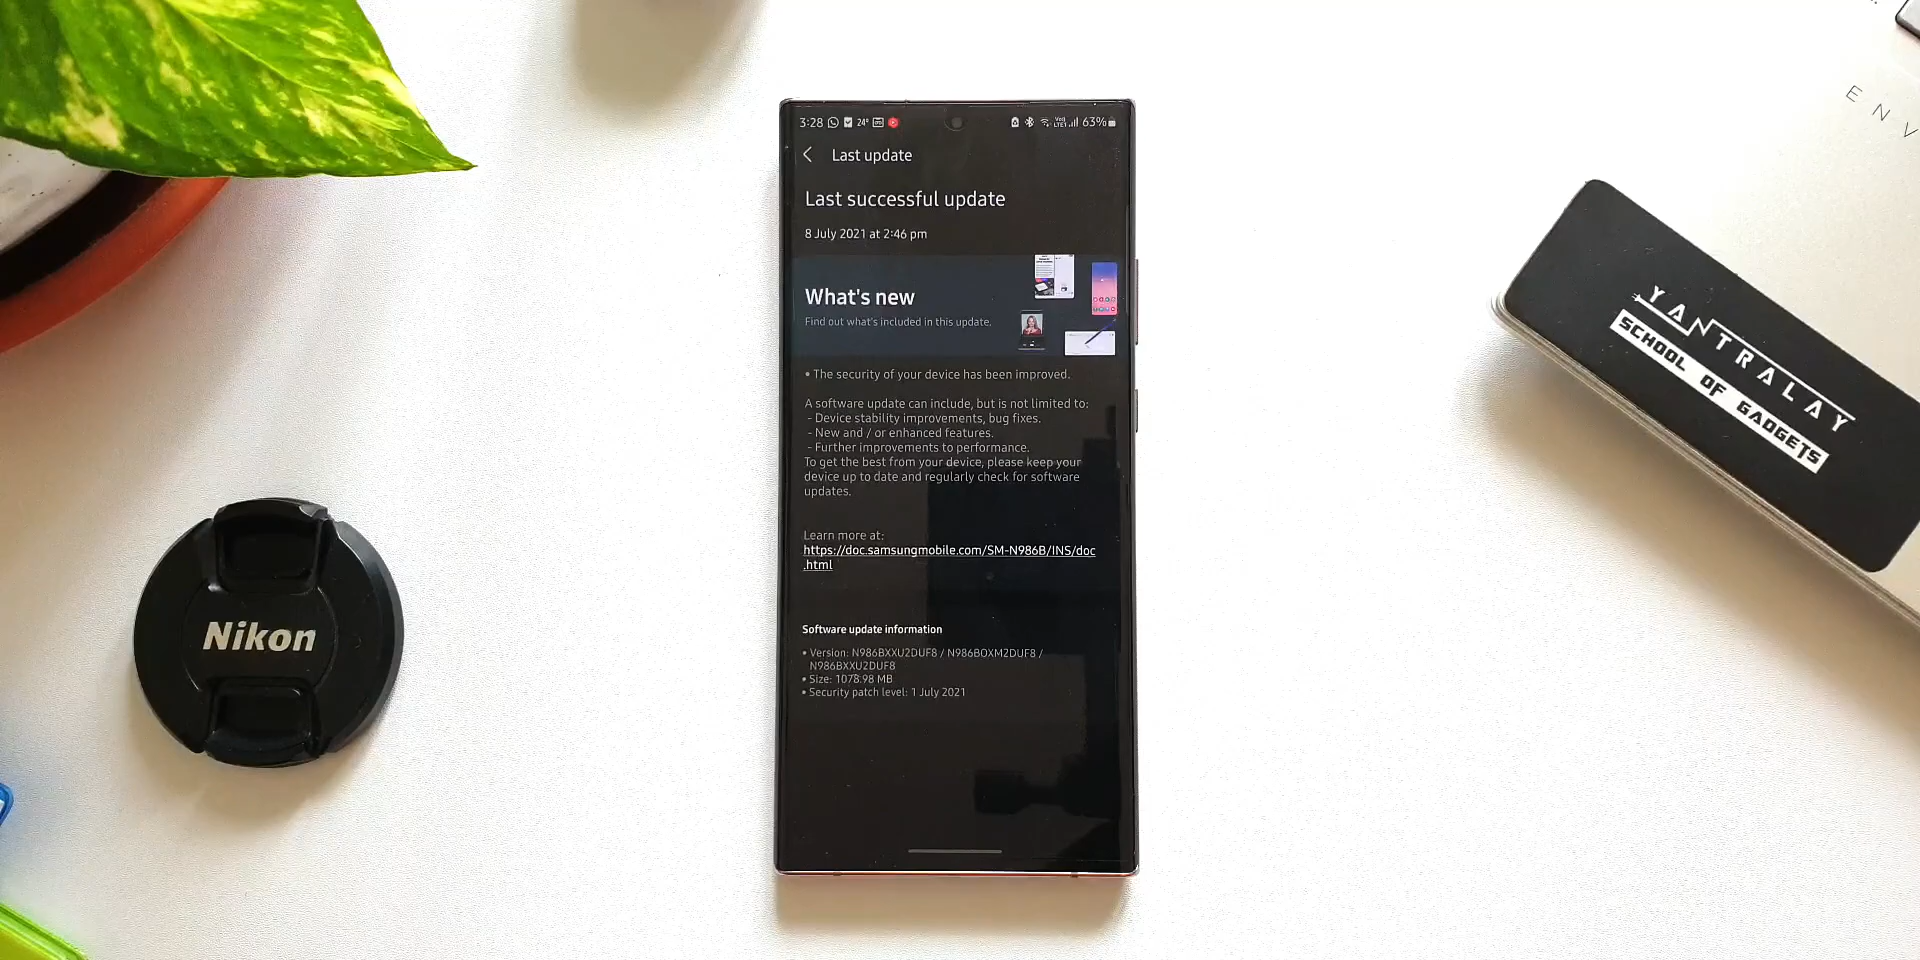 3:28 24° 63%
Last update
Last successful update
8 July 2021 at 2:46 pm
What's new
Find out what's included in this update.
• The security of your device has been improved.
A software update can include, but is not limited to:
- Device stability improvements, bug fixes.
- New and / or enhanced features.
- Further improvements to performance.
To get the best from your device, please keep your
device up to date and regularly check for software
updates.
Learn more at:
https://doc.samsungmobile.com/SM-N986B/INS/doc
.html
Software update information
• Version: N986BXXU2DUF8 / N986BOXM2DUF8 /
N986BXXU2DUF8
• Size: 1078.98 MB
• Security patch level: 1 July 2021
Nikon
ENV
YANTRALAY
SCHOOL OF GADGETS